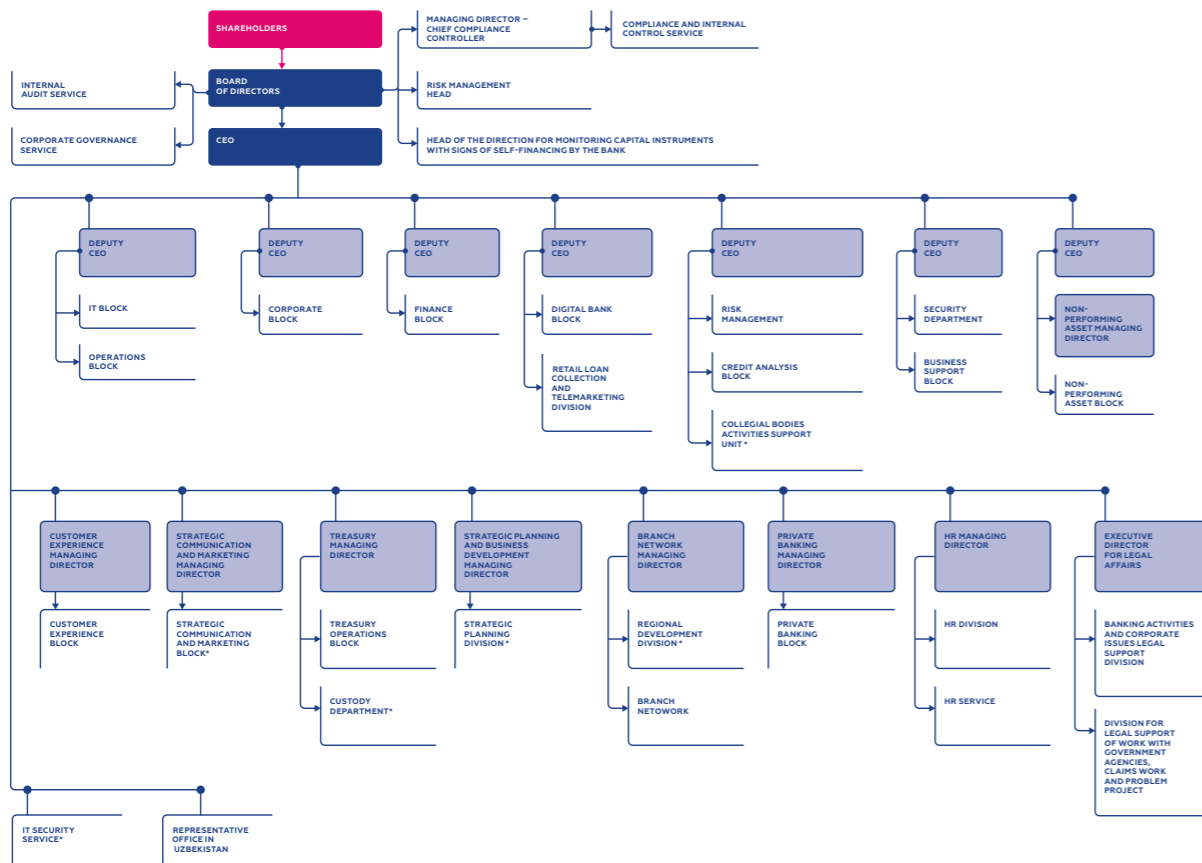 SHAREHOLDERS
MANAGING DIRECTOR –
CHIEF COMPLIANCE
CONTROLLER
COMPLIANCE AND INTERNAL
CONTROL SERVICE
INTERNAL
AUDIT SERVICE
BOARD
OF DIRECTORS
RISK MANAGEMENT
HEAD
CORPORATE GOVERNANCE
SERVICE
CEO
HEAD OF THE DIRECTION FOR MONITORING CAPITAL INSTRUMENTS
WITH SIGNS OF SELF-FINANCING BY THE BANK
DEPUTY
CEO
DEPUTY
CEO
DEPUTY
CEO
DEPUTY
CEO
DEPUTY
CEO
DEPUTY
CEO
DEPUTY
CEO
IT BLOCK
CORPORATE
BLOCK
FINANCE
BLOCK
DIGITAL BANK
BLOCK
RISK
MANAGEMENT
SECURITY
DEPARTMENT
NON-
PERFORMING
ASSET MANAGING
DIRECTOR
OPERATIONS
BLOCK
RETAIL LOAN
COLLECTION
AND
TELEMARKETING
DIVISION
CREDIT ANALYSIS
BLOCK
BUSINESS
SUPPORT
BLOCK
NON-
PERFORMING
ASSET BLOCK
COLLEGIAL BODIES
ACTIVITIES SUPPORT
UNIT*
CUSTOMER
EXPERIENCE
MANAGING
DIRECTOR
STRATEGIC
COMMUNICATION
AND MARKETING
MANAGING
DIRECTOR
TREASURY
MANAGING
DIRECTOR
STRATEGIC PLANNING
AND BUSINESS
DEVELOPMENT
MANAGING
DIRECTOR
BRANCH
NETWORK
MANAGING
DIRECTOR
PRIVATE
BANKING
MANAGING
DIRECTOR
HR MANAGING
DIRECTOR
EXECUTIVE
DIRECTOR
FOR LEGAL
AFFAIRS
CUSTOMER
EXPERIENCE
BLOCK
STRATEGIC
COMMUNICATION
AND MARKETING
BLOCK*
TREASURY
OPERATIONS
BLOCK
STRATEGIC
PLANNING
DIVISION*
REGIONAL
DEVELOPMENT
DIVISION*
PRIVATE
BANKING
BLOCK
HR DIVISION
BANKING ACTIVITIES
AND CORPORATE
ISSUES LEGAL
SUPPORT
DIVISION
CUSTODY
DEPARTMENT*
BRANCH
NETOWORK
HR SERVICE
DIVISION FOR
LEGAL SUPPORT
OF WORK WITH
GOVERNMENT
AGENCIES,
CLAIMS WORK
AND PROBLEM
PROJECT
IT SECURITY
SERVICE*
REPRESENTATIVE
OFFICE IN
UZBEKISTAN